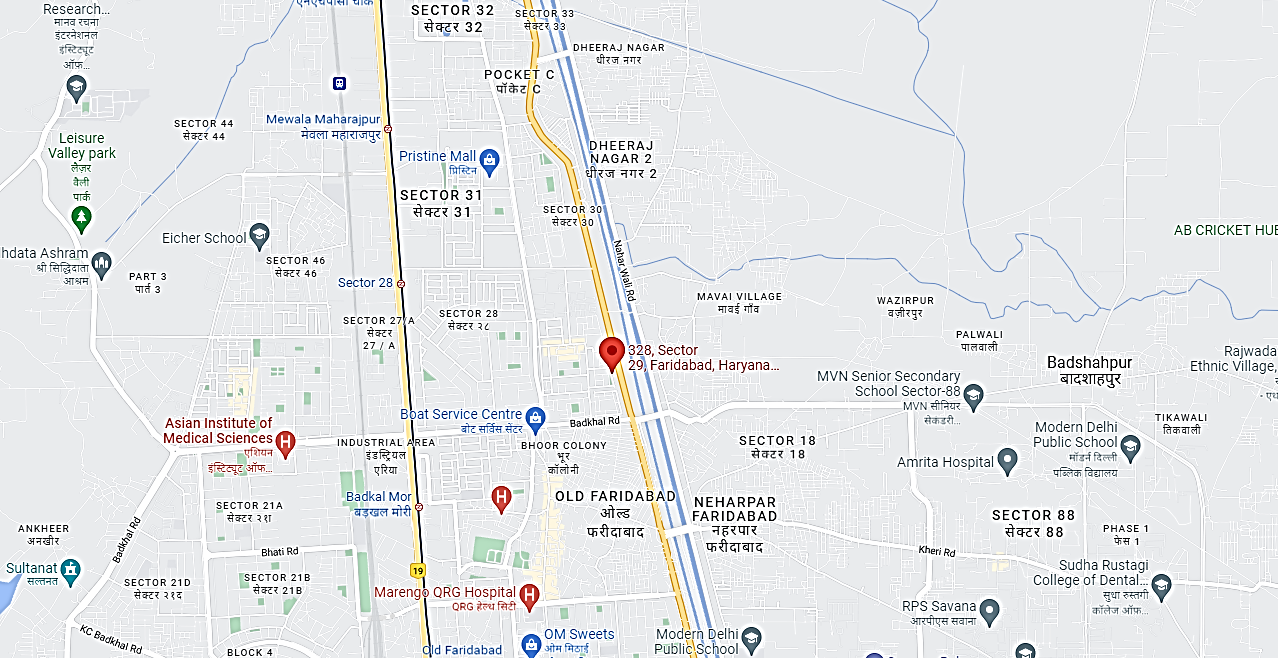 Research...
मानव रचना
इंटरनेशनल
इंस्टिट्यूट
ऑफ़...
एनएचपीसी चौक
SECTOR 32
सेक्टर 32
SECTOR 33
सेक्टर 33
DHEERAJ NAGAR
धीरज नगर
POCKET C
पॉकेट C
SECTOR 44
सेक्टर 44
Mewala Maharajpur
मेवला महाराजपुर
Leisure
Valley park
लैज़र
वैली
पार्क
Pristine Mall
प्रिस्टिन
DHEERAJ
NAGAR 2
धीरज नगर 2
SECTOR 31
सेक्टर 31
SECTOR 30
सेक्टर 30
AB CRICKET HUB
Eicher School
hdata Ashram
श्री सिद्धिदाता
आश्रम
SECTOR 46
सेक्टर 46
PART 3
पार्ट 3
Nahar Wali Rd
Sector 28
MAVAI VILLAGE
मावई गाँव
WAZIRPUR
वज़ीरपुर
SECTOR 28
सेक्टर २८
SECTOR 27/A
सेक्टर
27 / A
PALWALI
पालवाली
328, Sector
29, Faridabad, Haryana...
Badshahpur
बादशाहपुर
Rajwada
Ethnic Village,
MVN Senior Secondary
School Sector-88
MVN सीनियर
सेकंडरी...
Boat Service Centre
बोट सर्विस सेंटर
Badkhal Rd
TIKAWALI
तिकवाली
Asian Institute of
Medical Sciences
एशियन
इंस्टिट्यूट ऑफ़...
INDUSTRIAL AREA
इंडस्ट्रियल
एरिया
BHOOR COLONY
भूर
कॉलोनी
SECTOR 18
सेक्टर 18
Modern Delhi
Public School
मॉडर्न दिल्ली
पब्लिक विद्यालय
Amrita Hospital
Badkal Mor
बड़खल मोरी
OLD FARIDABAD
ओल्ड
फरीदाबाद
NEHARPAR
FARIDABAD
नहरपार
फरीदाबाद
SECTOR 21A
सेक्टर २१।
SECTOR 88
सेक्टर 88
ANKHEER
अनखीर
Badkhal Rd
PHASE 1
फेस 1
Bhati Rd
Kheri Rd
Sultanat
सल्तनत
SECTOR 21D
सेक्टर २१द
SECTOR 21B
सेक्टर 21B
19
Sudha Rustagi
College of Dental...
सुधा रुस्तगी
कॉलेज ऑफ़...
Marengo QRG Hospital
QRG हेल्थ सिटी
RPS Savana
आरपीएस सवाना
KC Badkhal Rd
BLOCK 4
Old Faridabad
OM Sweets
ओम मिठाई
Modern Delhi
Public School